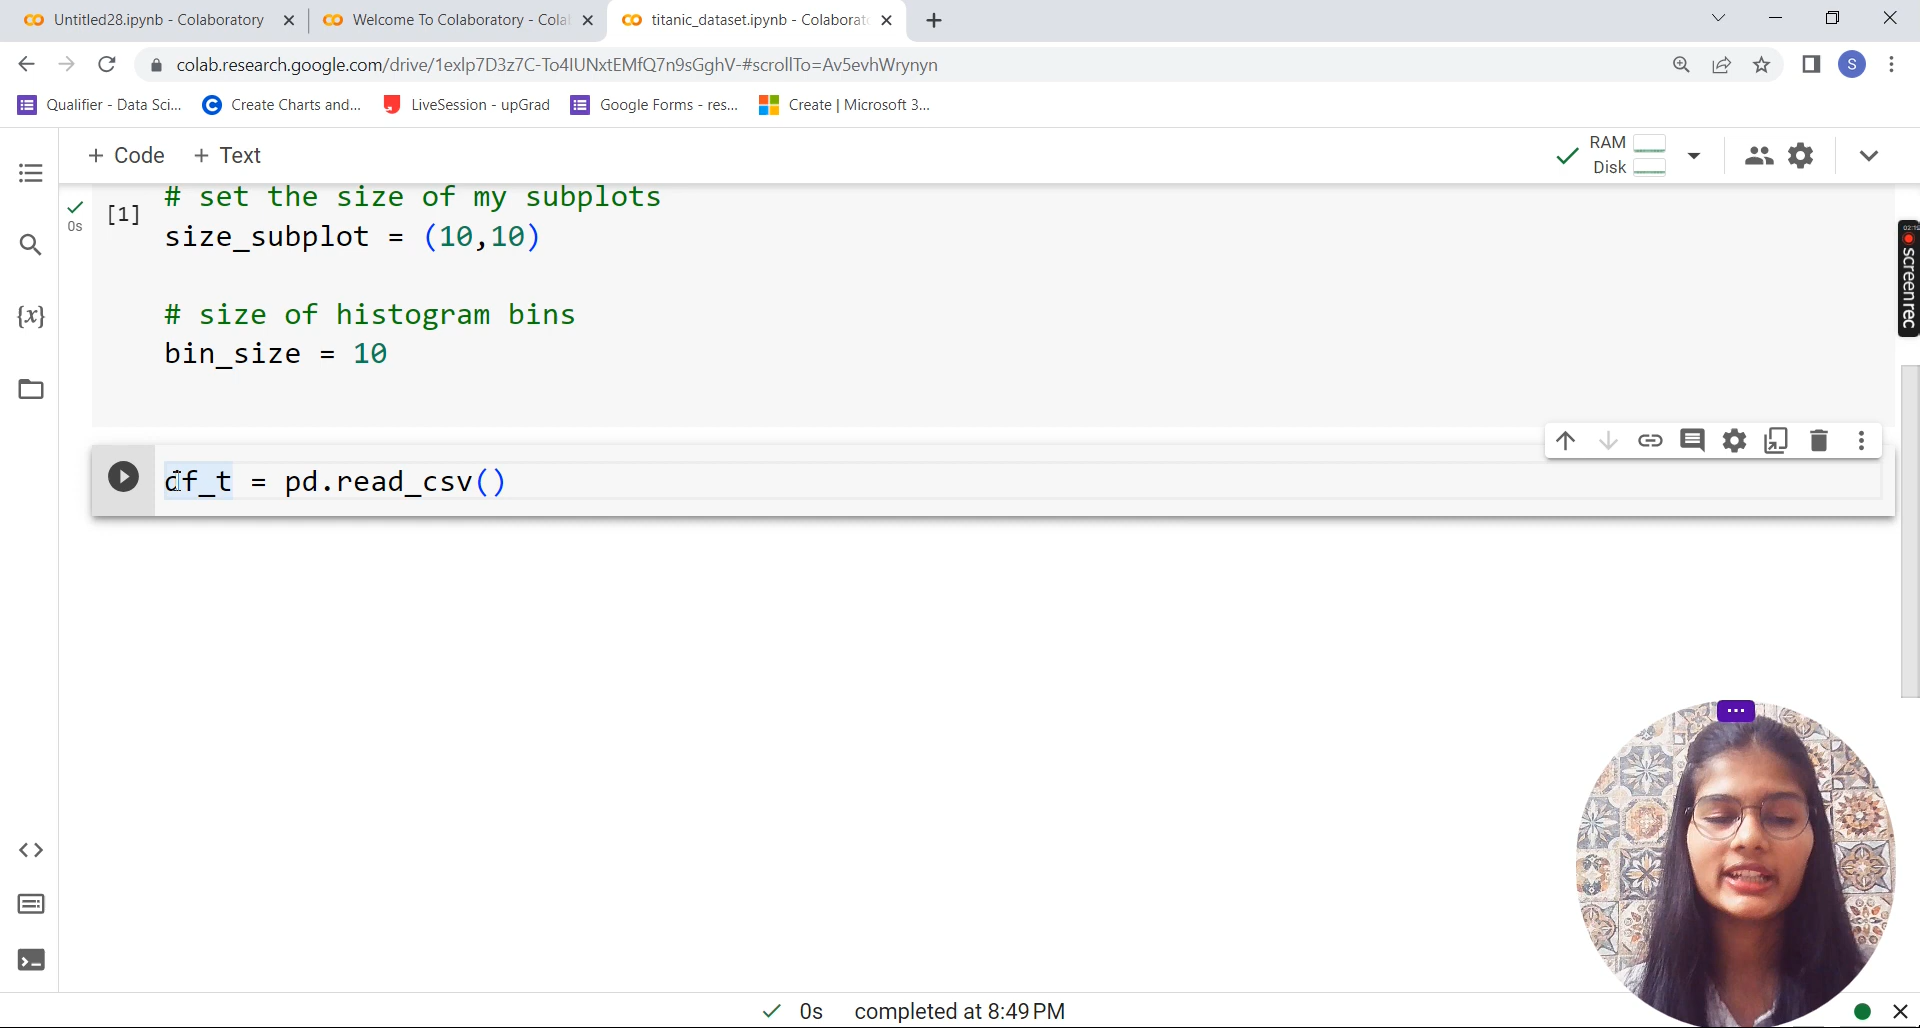 Untitled28.ipynb - Colaboratory
Welcome To Colaboratory - Cola
titanic_dataset.ipynb - Colaborat
colab.research.google.com/drive/1exlp7D3z7C-To4IUNxtEMfQ7n9sGghV-#scrollTo=Av5evhWrynyn
S
Qualifier - Data Sci...
Create Charts and...
LiveSession - upGrad
Google Forms - res...
Create | Microsoft 3...
+ Code
+ Text
RAM
Disk
0s
[1]
# set the size of my subplots
size_subplot = (10,10)
# size of histogram bins
bin_size = 10
df_t = pd.read_csv()
screenrec
0s completed at 8:49 PM